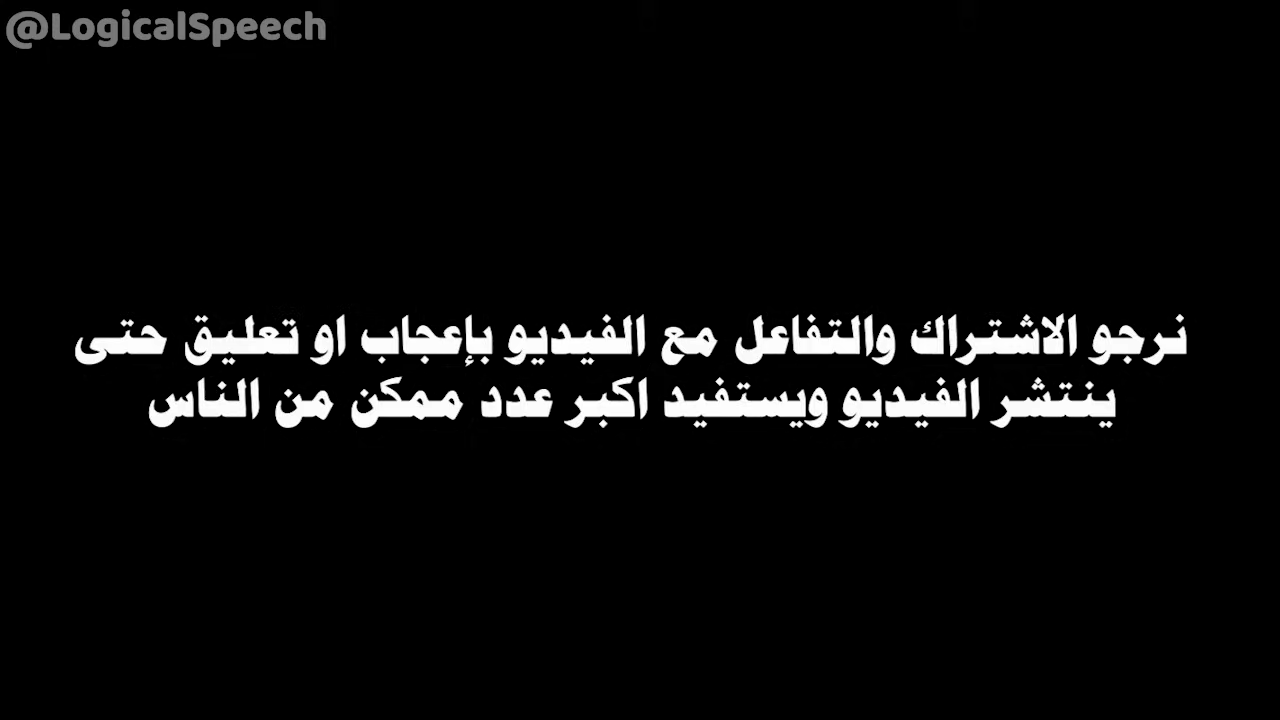 @LogicalSpeech
نرجو الاشتراك والتفاعل مع الفيديو بإعجاب او تعليق حتى
ينتشر الفيديو ويستفيد اكبر عدد ممكن من الناس